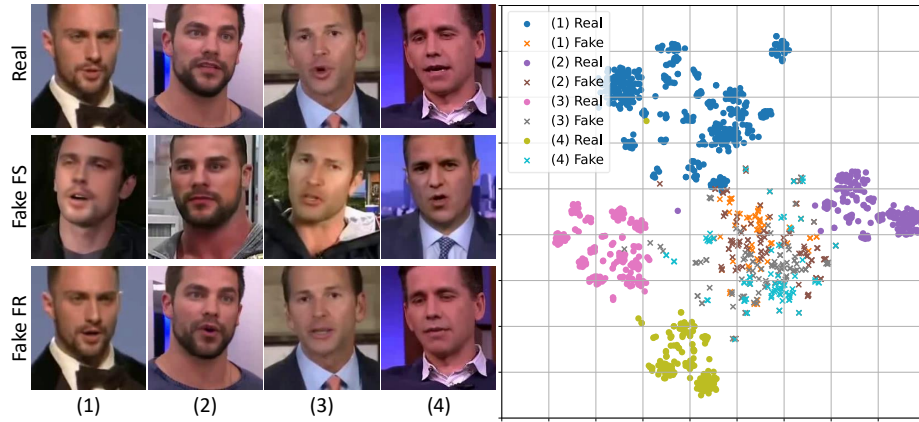 Real
Fake FS
Fake FR
(1) (2) (3) (4)
(1) Real
(1) Fake
(2) Real
(2) Fake
(3) Real
(3) Fake
(4) Real
(4) Fake